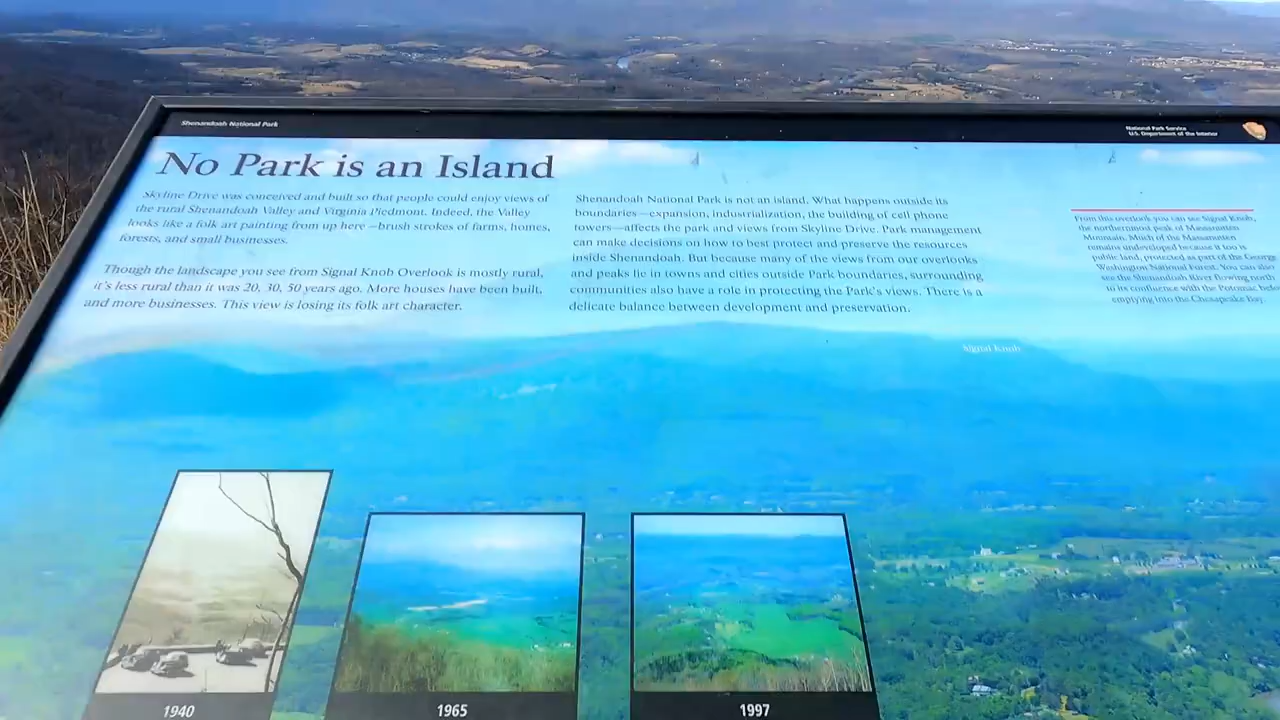 Shenandoah National Park
National Park Service
U.S. Department of the Interior
No Park is an Island
Skyline Drive was conceived and built so that people could enjoy views of
the rural Shenandoah Valley and Virginia Piedmont. Indeed, the Valley
looks like a folk art painting from up here—brush strokes of farms, homes,
forests, and small businesses.
Though the landscape you see from Signal Knob Overlook is mostly rural,
it's less rural than it was 20, 30, 50 years ago. More houses have been built,
and more businesses. This view is losing its folk art character.
Shenandoah National Park is not an island. What happens outside its
boundaries—expansion, industrialization, the building of cell phone
towers—affects the park and views from Skyline Drive. Park management
can make decisions on how to best protect and preserve the resources
inside Shenandoah. But because many of the views from our overlooks
and peaks lie in towns and cities outside Park boundaries, surrounding
communities also have a role in protecting the Park's views. There is a
delicate balance between development and preservation.
From this overlook you can see Signal Knob,
the northernmost peak of Massanutten
Mountain. Much of the Massanutten
remains undeveloped because it too is
public land, protected as part of the George
Washington National Forest. You can also
see the Shenandoah River flowing north
to its confluence with the Potomac before
emptying into the Chesapeake Bay.
Signal Knob
1940
1965
1997